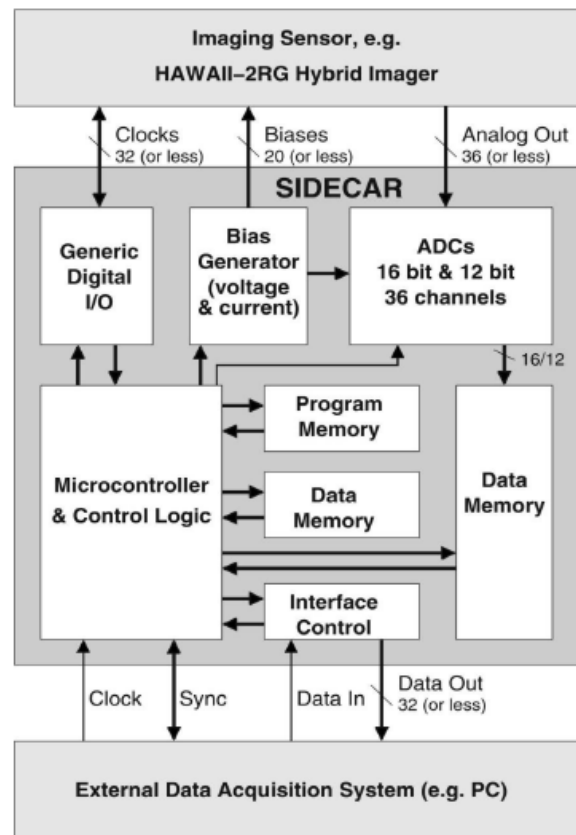 Imaging Sensor, e.g.
HAWAII–2RG Hybrid Imager
Clocks
32 (or less)
Biases
20 (or less)
Analog Out
36 (or less)
SIDECAR
Generic
Digital
I/O
Bias
Generator
(voltage
& current)
ADCs
16 bit & 12 bit
36 channels
16/12
Microcontroller
& Control Logic
Program
Memory
Data
Memory
Data
Memory
Interface
Control
Clock
Sync
Data In
Data Out
32 (or less)
External Data Acquisition System (e.g. PC)